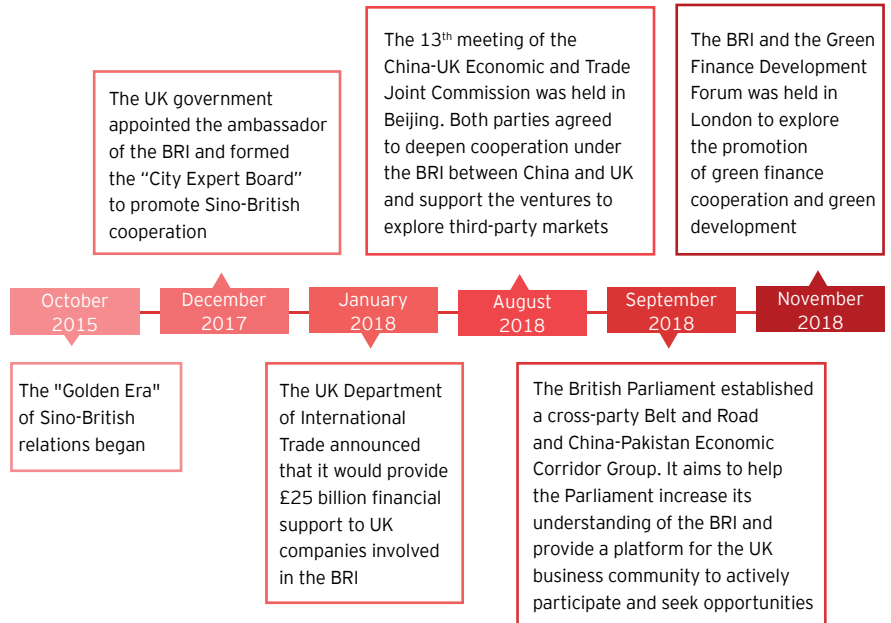 The UK government
appointed the ambassador
of the BRI and formed
the “City Expert Board”
to promote Sino-British
cooperation
The 13th meeting of the
China-UK Economic and Trade
Joint Commission was held in
Beijing. Both parties agreed
to deepen cooperation under
the BRI between China and UK
and support the ventures to
explore third-party markets
The BRI and the Green
Finance Development
Forum was held in
London to explore
the promotion
of green finance
cooperation and green
development
October
2015
December
2017
January
2018
August
2018
September
2018
November
2018
The "Golden Era"
of Sino-British
relations began
The UK Department
of International
Trade announced
that it would provide
£25 billion financial
support to UK
companies involved
in the BRI
The British Parliament established
a cross-party Belt and Road
and China-Pakistan Economic
Corridor Group. It aims to help
the Parliament increase its
understanding of the BRI and
provide a platform for the UK
business community to actively
participate and seek opportunities